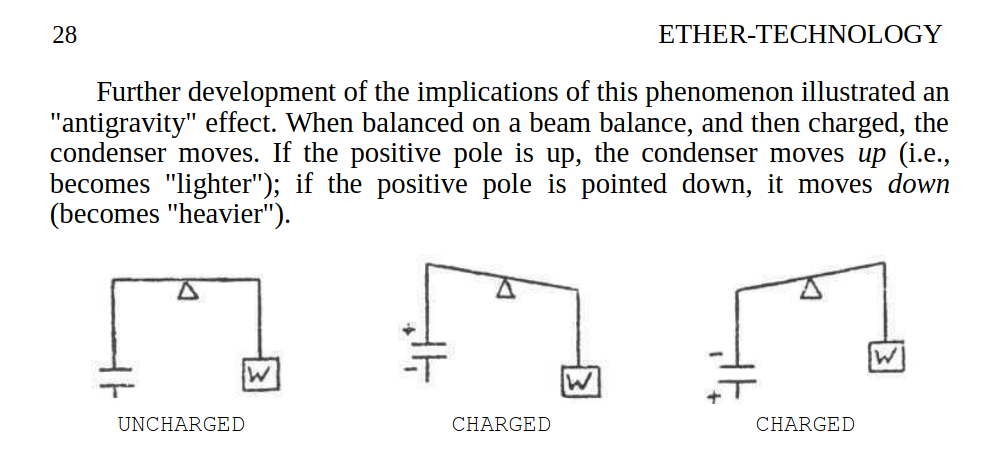 28 ETHER-TECHNOLOGY
Further development of the implications of this phenomenon illustrated an
"antigravity" effect. When balanced on a beam balance, and then charged, the
condenser moves. If the positive pole is up, the condenser moves up (i.e.,
becomes "lighter"); if the positive pole is pointed down, it moves down
(becomes "heavier").
+ -
- W + W
W
UNCHARGED CHARGED CHARGED